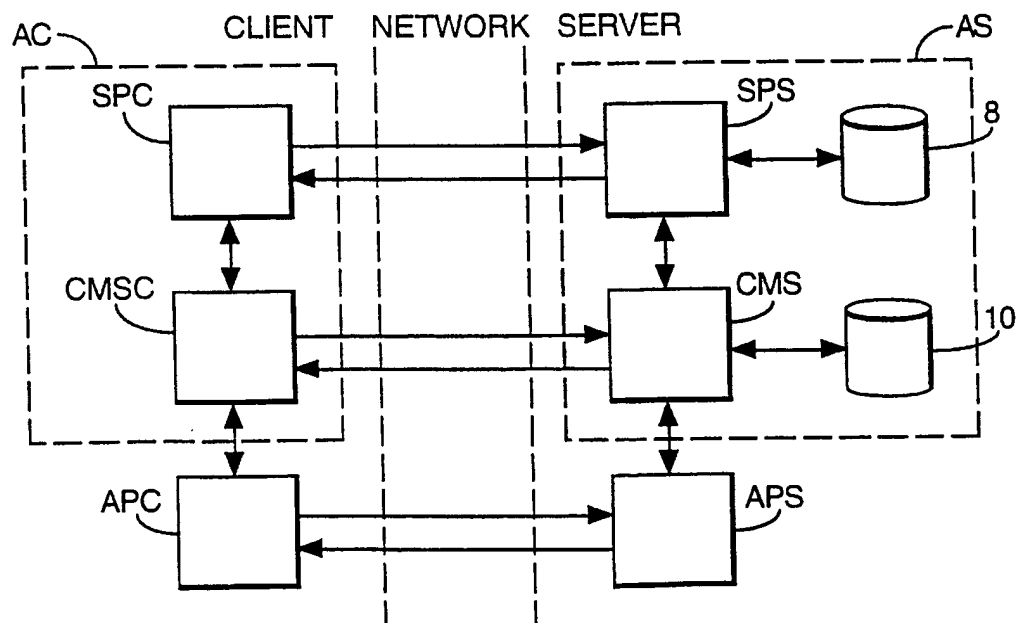 AC CLIENT NETWORK SERVER AS
SPC SPS 8
CMSC CMS 10
APC APS